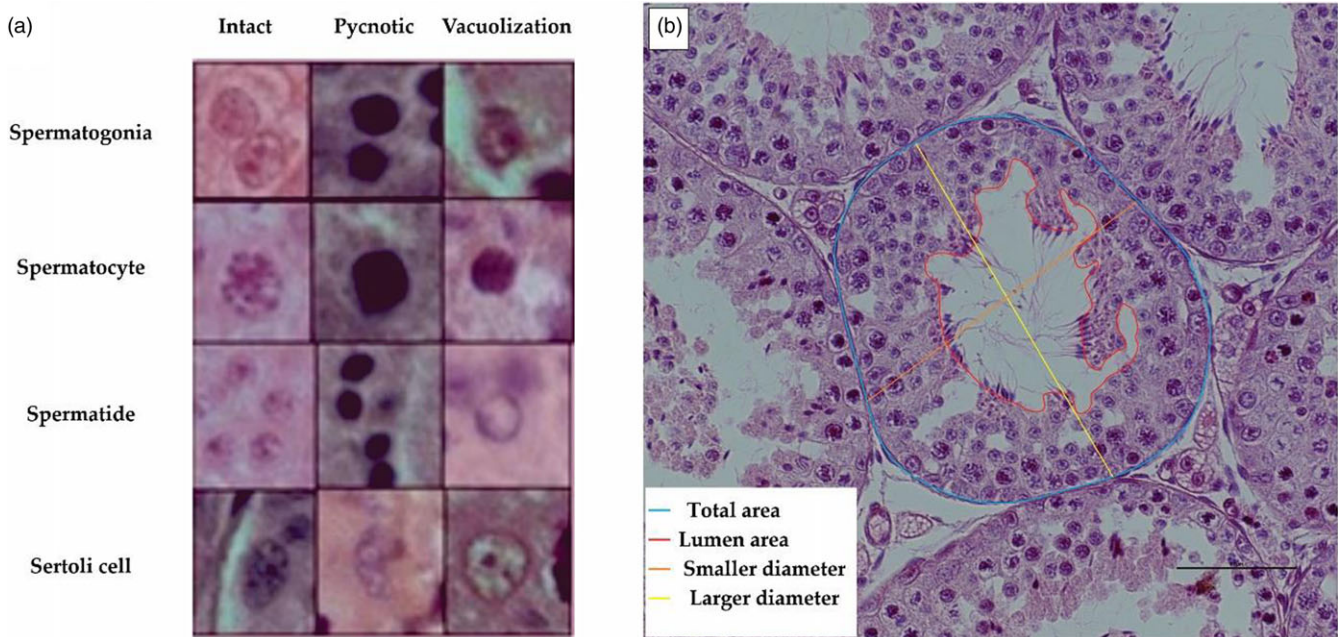 (a)
Intact Pycnotic Vacuolization
Spermatogonia
Spermatocyte
Spermatide
Sertoli cell
(b)
Total area
Lumen area
Smaller diameter
Larger diameter